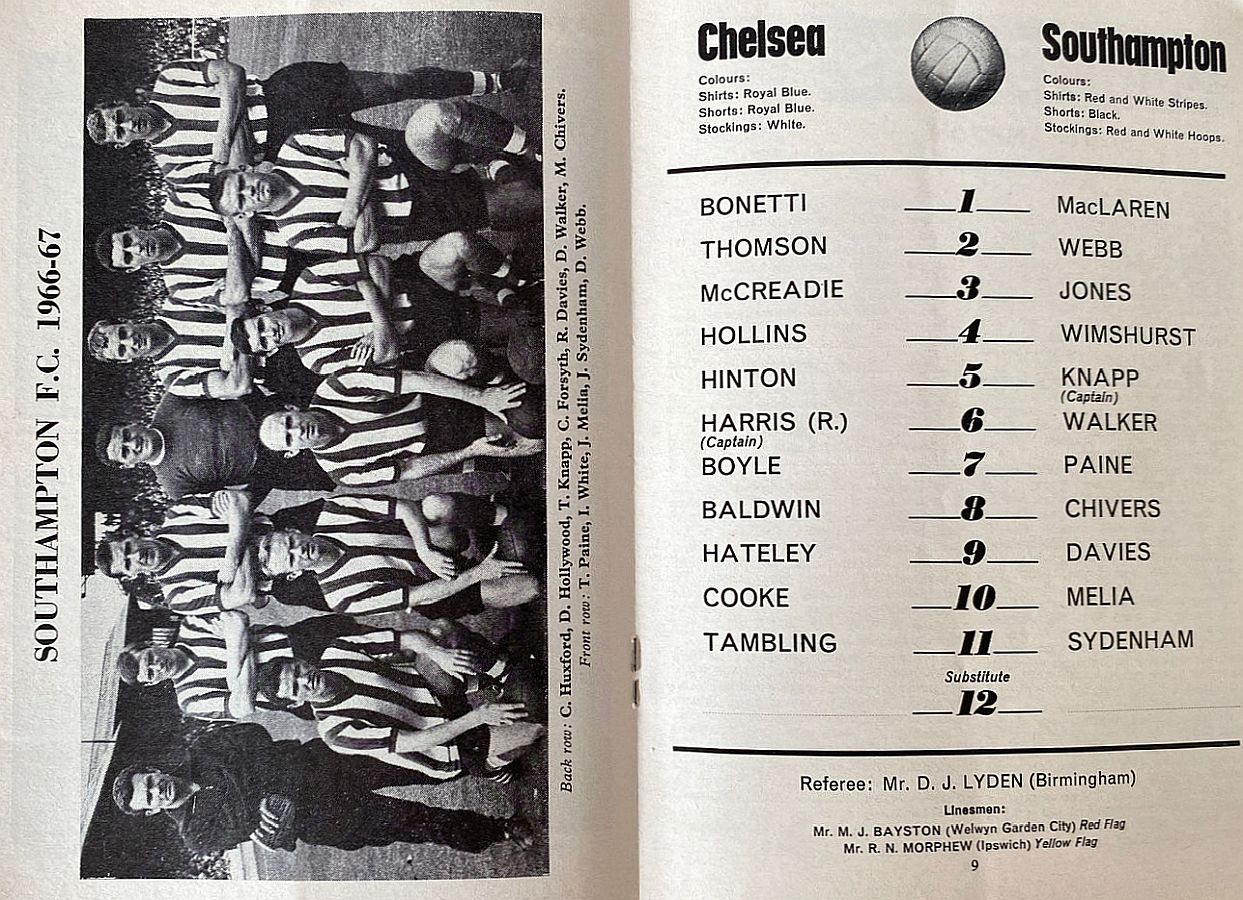 SOUTHAMPTON F.C. 1966-67
Back row: C. Huxford, D. Hollywood, T. Knapp, C. Forsyth, R. Davies, D. Walker, M. Chivers.
Front row: T. Paine, I. White, J. Melia, J. Sydenham, D. Webb.
Chelsea
Colours:
Shirts: Royal Blue.
Shorts: Royal Blue.
Stockings: White.
Southampton
Colours:
Shirts: Red and White Stripes.
Shorts: Black.
Stockings: Red and White Hoops.
BONETTI 1 MacLAREN
THOMSON 2 WEBB
McCREADIE 3 JONES
HOLLINS 4 WIMSHURST
HINTON 5 KNAPP
(Captain)
HARRIS (R.) 6 WALKER
(Captain)
BOYLE 7 PAINE
BALDWIN 8 CHIVERS
HATELEY 9 DAVIES
COOKE 10 MELIA
TAMBLING 11 SYDENHAM
Substitute
12
Referee: Mr. D. J. LYDEN (Birmingham)
Linesmen:
Mr. M. J. BAYSTON (Welwyn Garden City) Red Flag
Mr. R. N. MORPHEW (Ipswich) Yellow Flag
9